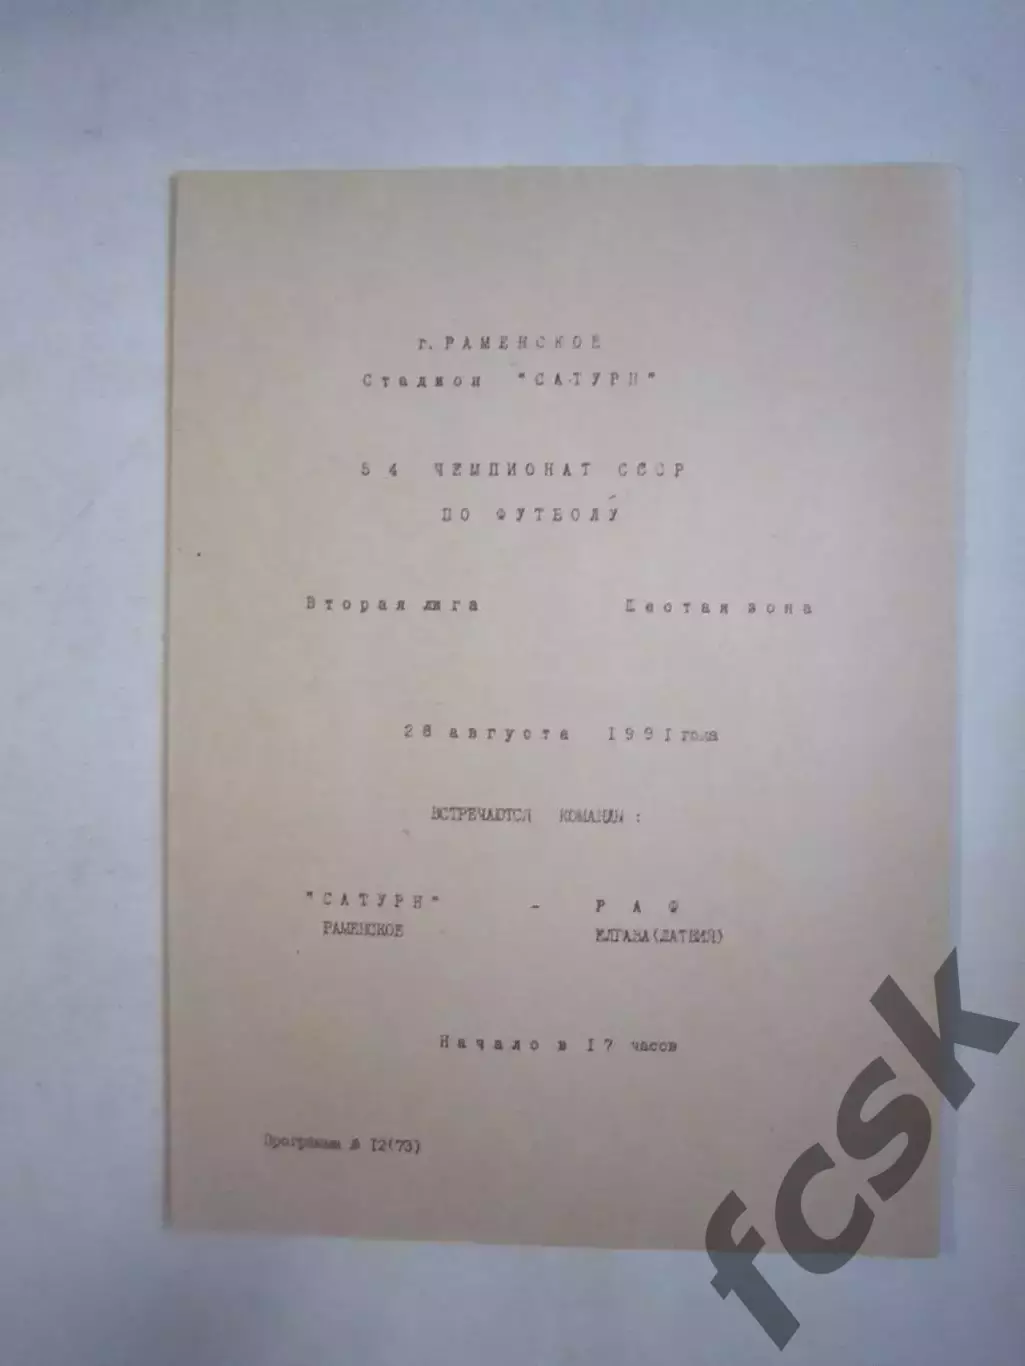 г. РАМЕНСКОЕ
Стадион "САТУРН"
54 ЧЕМПИОНАТ СССР
ПО ФУТБОЛУ
Вторая лига Шестая зона
28 августа 1991 года
ВСТРЕЧАЮТСЯ КОМАНДЫ:
"САТУРН" - РАФ
РАМЕНСКОЕ ЕЛГАВА(ЛАТВИЯ)
Начало в 17 часов
Программа № 12(73)
fcsk